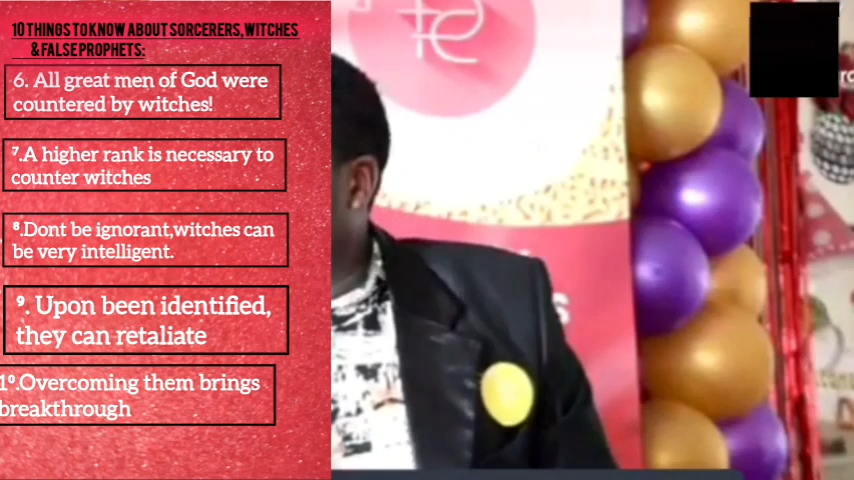 10 THINGS TO KNOW ABOUT SORCERERS, WITCHES
& FALSE PROPHETS:
6. All great men of God were
countered by witches!
⁷.A higher rank is necessary to
counter witches
⁸.Dont be ignorant,witches can
be very intelligent.
⁹. Upon been identified,
they can retaliate
1⁰.Overcoming them brings
breakthrough